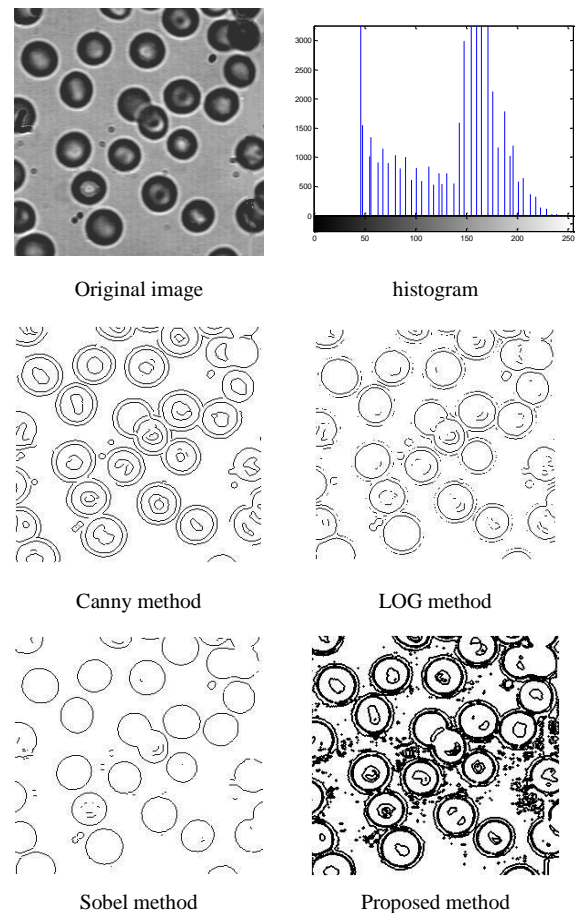 3000
2500
2000
1500
1000
500
0
0 50 100 150 200 250
Original image histogram
Canny method LOG method
Sobel method Proposed method